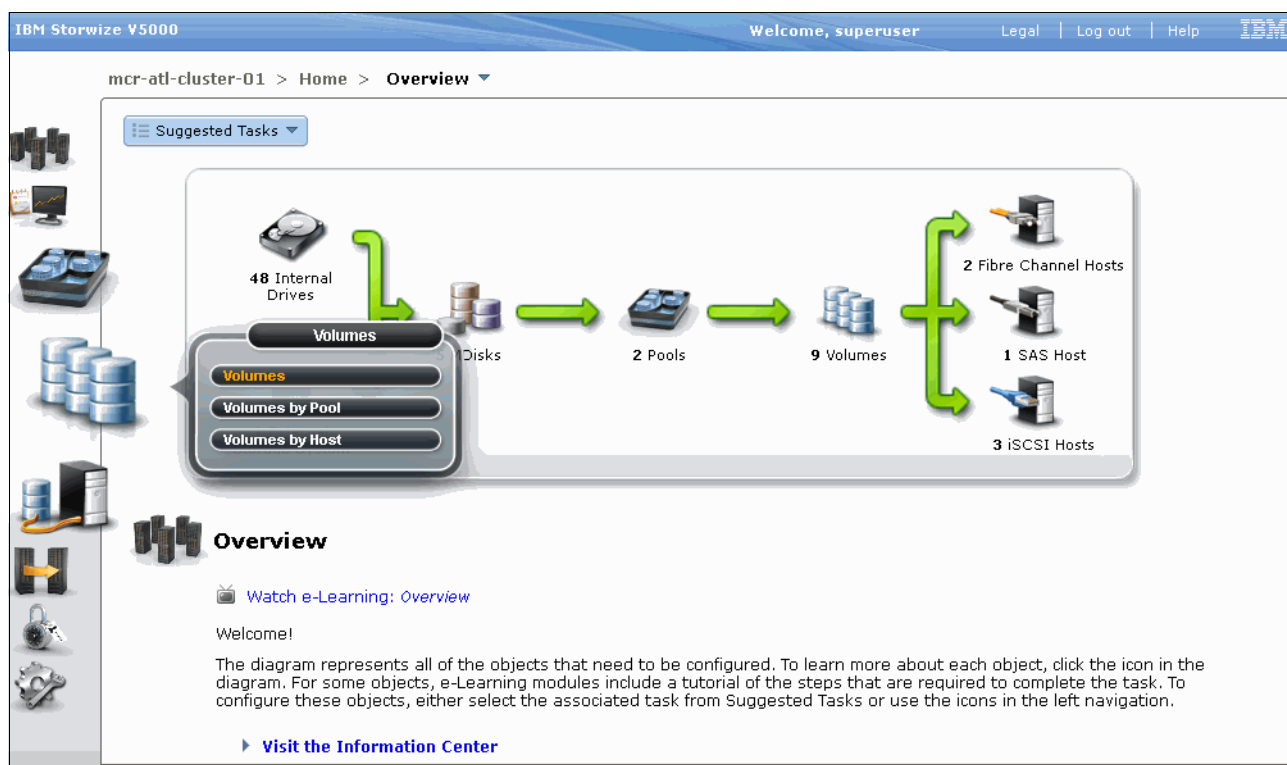 IBM Storwize V5000
Welcome, superuser
Legal | Log out | Help
IBM
mcr-atl-cluster-01 > Home > Overview
Suggested Tasks
48 Internal
Drives
MDisks
2 Pools
9 Volumes
2 Fibre Channel Hosts
1 SAS Host
3 iSCSI Hosts
Volumes
Volumes
Volumes by Pool
Volumes by Host
Overview
Watch e-Learning: Overview
Welcome!
The diagram represents all of the objects that need to be configured. To learn more about each object, click the icon in the
diagram. For some objects, e-Learning modules include a tutorial of the steps that are required to complete the task. To
configure these objects, either select the associated task from Suggested Tasks or use the icons in the left navigation.
Visit the Information Center